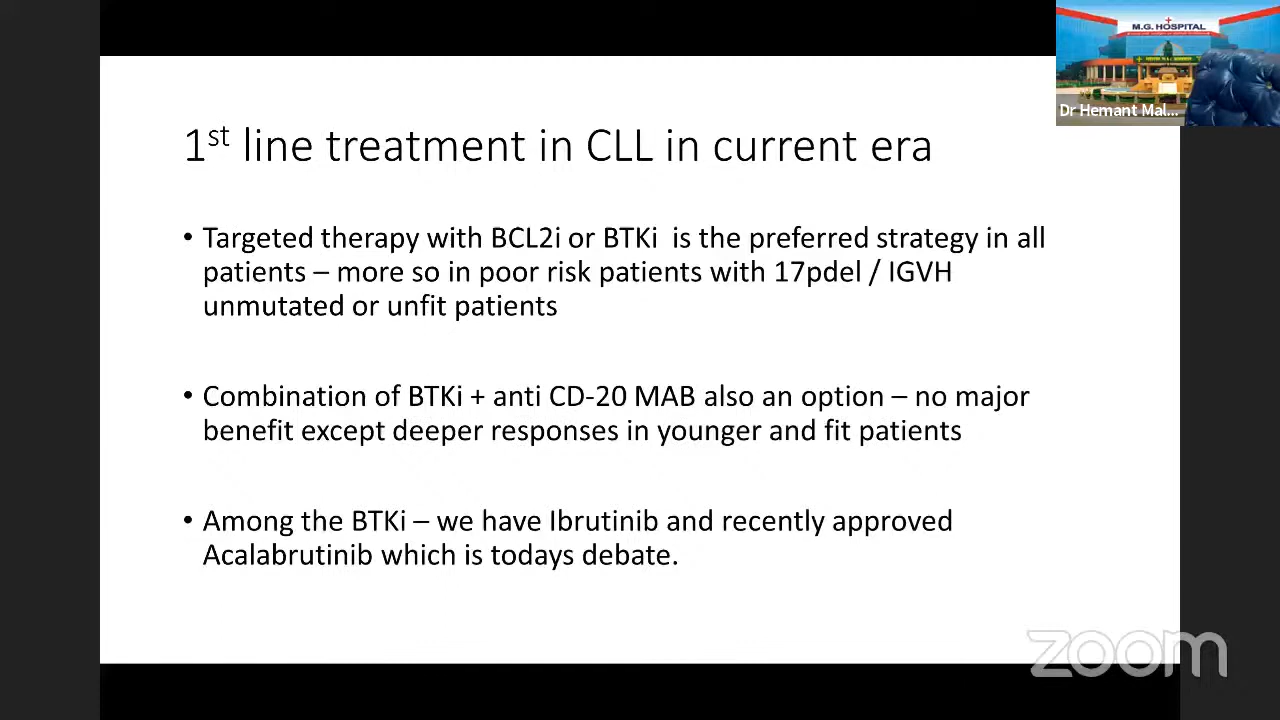 M.G. HOSPITAL
Dr Hemant Mal...
1st line treatment in CLL in current era
• Targeted therapy with BCL2i or BTKi is the preferred strategy in all
patients – more so in poor risk patients with 17pdel / IGVH
unmutated or unfit patients
• Combination of BTKi + anti CD-20 MAB also an option – no major
benefit except deeper responses in younger and fit patients
• Among the BTKi – we have Ibrutinib and recently approved
Acalabrutinib which is todays debate.
zoom